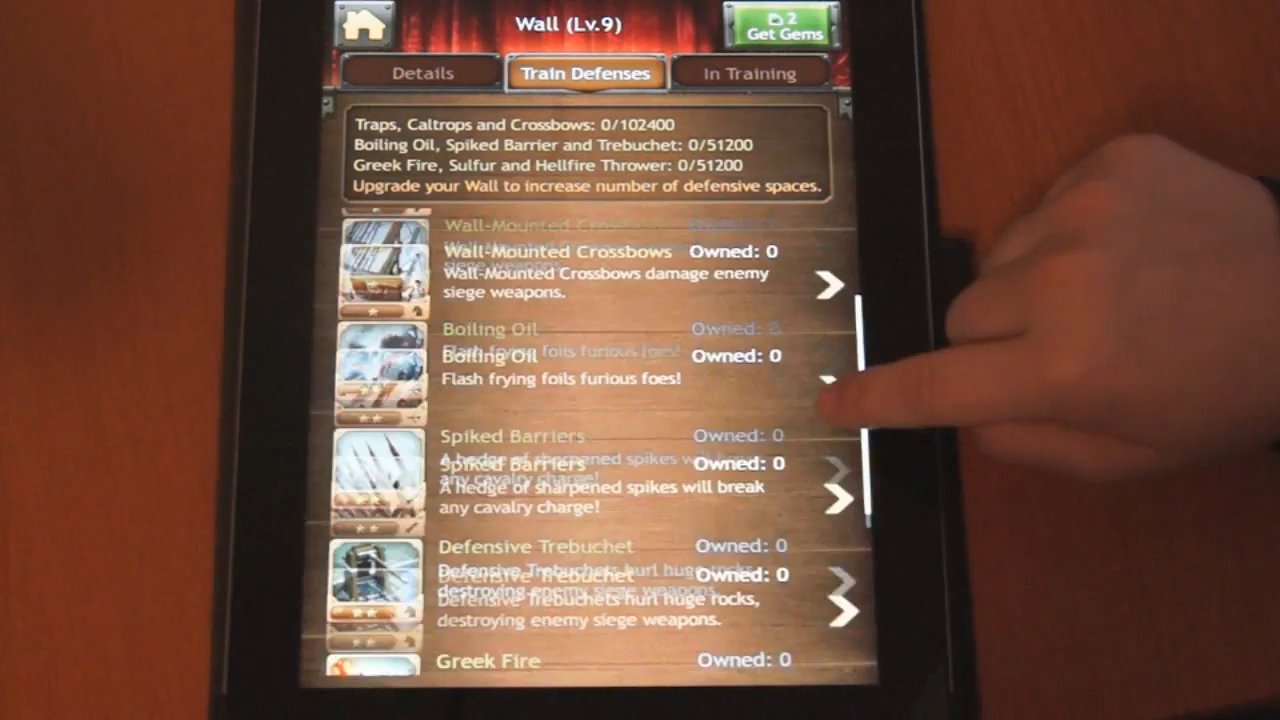 Wall (Lv.9)
2
Get Gems
Details
Train Defenses
In Training
Traps, Caltrops and Crossbows: 0/102400
Boiling Oil, Spiked Barrier and Trebuchet: 0/51200
Greek Fire, Sulfur and Hellfire Thrower: 0/51200
Upgrade your Wall to increase number of defensive spaces.
Wall-Mounted Crossbows Owned: 0
Wall-Mounted Crossbows damage enemy
siege weapons.
Boiling Oil Owned: 0
Flash frying foils furious foes!
Spiked Barriers Owned: 0
A hedge of sharpened spikes will break
any cavalry charge!
Defensive Trebuchet Owned: 0
Defensive Trebuchets hurl huge rocks,
destroying enemy siege weapons.
Greek Fire Owned: 0